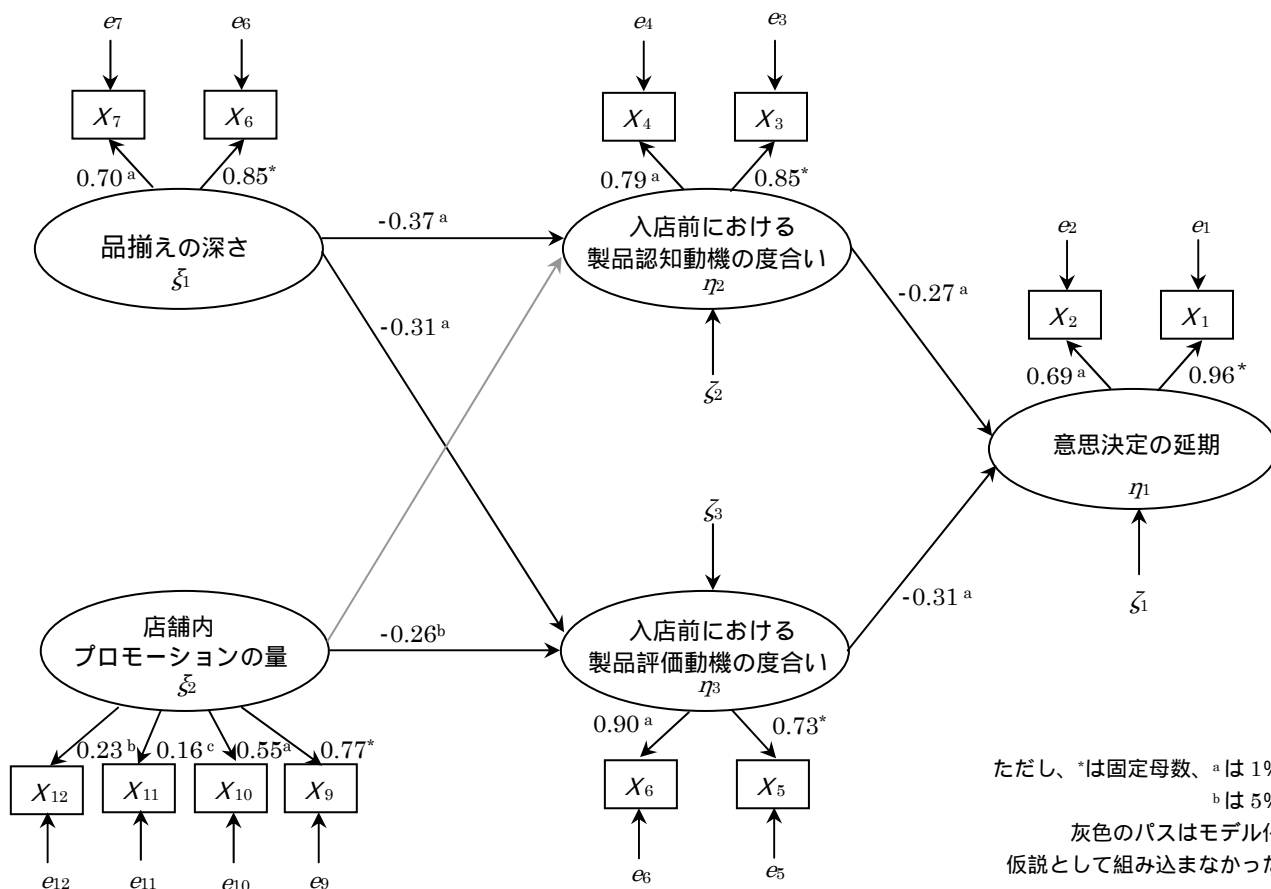 e7 e6 e4 e3
X7 X6 X4 X3
0.70 a 0.85* 0.79 a 0.85*
品揃えの深さ
ξ1
-0.37 a
入店前における
製品認知動機の度合い
η2
e2 e1
-0.27 a
X2 X1
-0.31 a
ζ2
0.69 a 0.96*
意思決定の延期
η1
ζ3
ζ1
店舗内
プロモーションの量
ξ2
-0.26b
入店前における
製品評価動機の度合い
η3
-0.31 a
0.23 b 0.16 c 0.55a 0.77*
0.90 a 0.73*
X12 X11 X10 X9
X6 X5
e12 e11 e10 e9
e6 e5
ただし、*は固定母数、a は 1%
b は 5%
灰色のパスはモデル
仮説として組み込まなかった